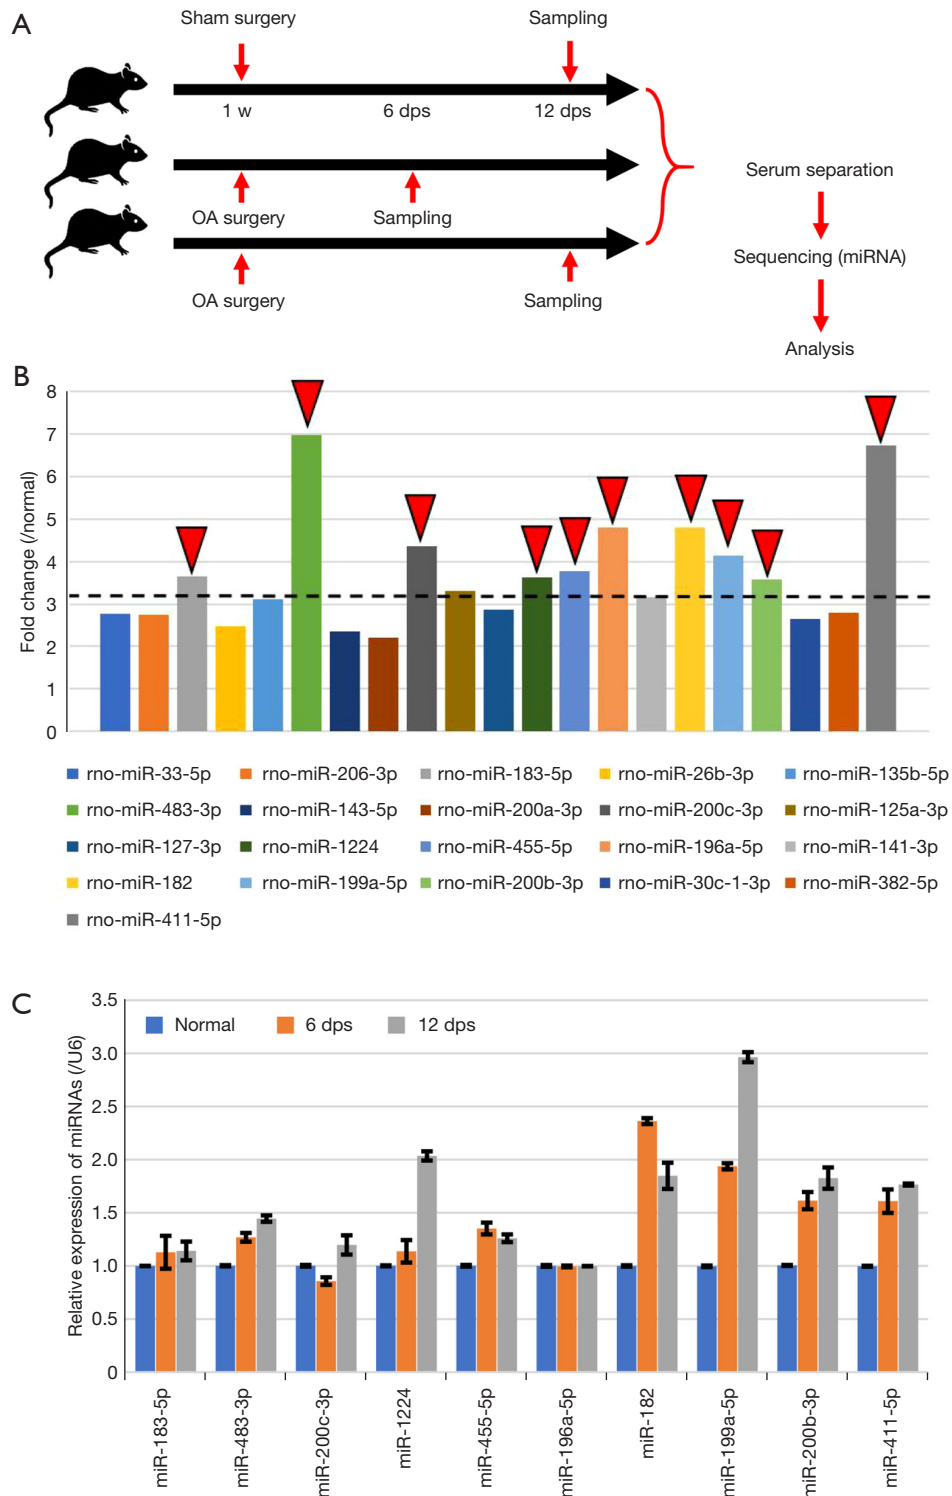 A
Sham surgery
Sampling
1 w
6 dps
12 dps
OA surgery
Sampling
OA surgery
Sampling
Serum separation
Sequencing (miRNA)
Analysis
B
Fold change (/normal)
8
7
6
5
4
3
2
1
0
rno-miR-33-5p rno-miR-206-3p rno-miR-183-5p rno-miR-26b-3p rno-miR-135b-5p
rno-miR-483-3p rno-miR-143-5p rno-miR-200a-3p rno-miR-200c-3p rno-miR-125a-3p
rno-miR-127-3p rno-miR-1224 rno-miR-455-5p rno-miR-196a-5p rno-miR-141-3p
rno-miR-182 rno-miR-199a-5p rno-miR-200b-3p rno-miR-30c-1-3p rno-miR-382-5p
rno-miR-411-5p
C
Relative expression of miRNAs (/U6)
3.5
3.0
2.5
2.0
1.5
1.0
0.5
0
Normal 6 dps 12 dps
miR-183-5p
miR-483-3p
miR-200c-3p
miR-1224
miR-455-5p
miR-196a-5p
miR-182
miR-199a-5p
miR-200b-3p
miR-411-5p